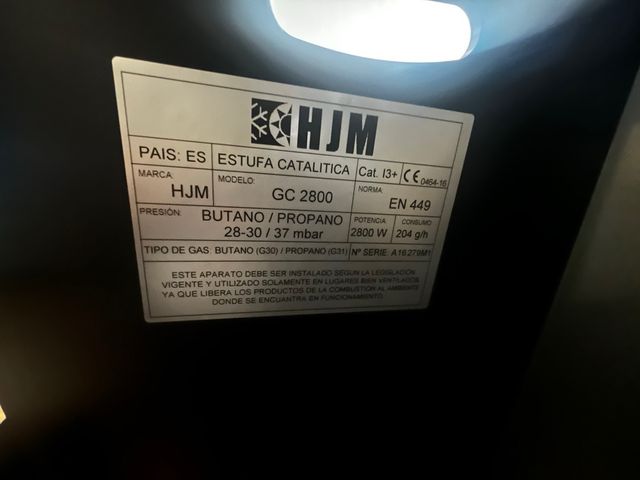 HJM
PAIS: ES ESTUFA CATALITICA Cat. I3+ CE 0464-16
MARCA: HJM MODELO: GC 2800 NORMA: EN 449
PRESIÓN: BUTANO / PROPANO 28-30 / 37 mbar POTENCIA: 2800 W CONSUMO: 204 g/h
TIPO DE GAS: BUTANO (G30) / PROPANO (G31) Nº SERIE: A16279M1
ESTE APARATO DEBE SER INSTALADO SEGÚN LA LEGISLACIÓN
VIGENTE Y UTILIZADO SOLAMENTE EN LUGARES BIEN VENTILADOS,
YA QUE LIBERA LOS PRODUCTOS DE LA COMBUSTION AL AMBIENTE
DONDE SE ENCUANTRA EN FUNCIONAMIENTO.